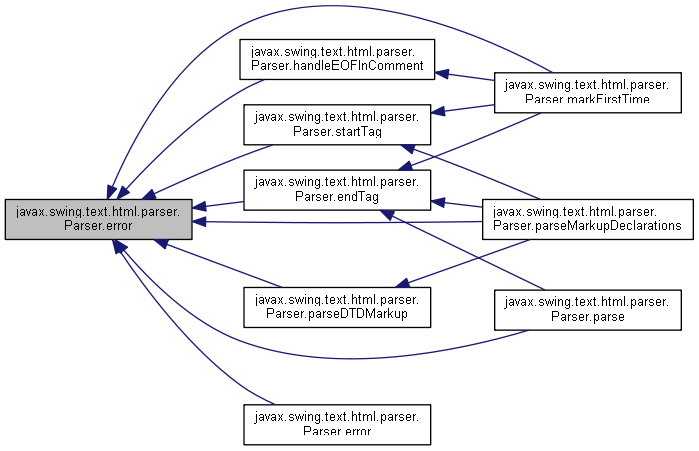 javax.swing.text.html.parser.
Parser.error
javax.swing.text.html.parser.
Parser.handleEOFInComment
javax.swing.text.html.parser.
Parser.startTag
javax.swing.text.html.parser.
Parser.endTag
javax.swing.text.html.parser.
Parser.parseDTDMarkup
javax.swing.text.html.parser.
Parser.error
javax.swing.text.html.parser.
Parser.markFirstTime
javax.swing.text.html.parser.
Parser.parseMarkupDeclarations
javax.swing.text.html.parser.
Parser.parse